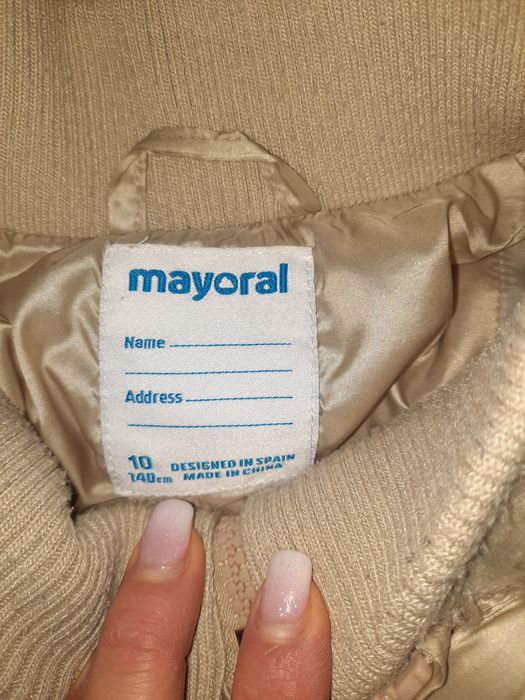 mayoral
Name
Address
10 DESIGNED IN SPAIN
140cm MADE IN CHINA